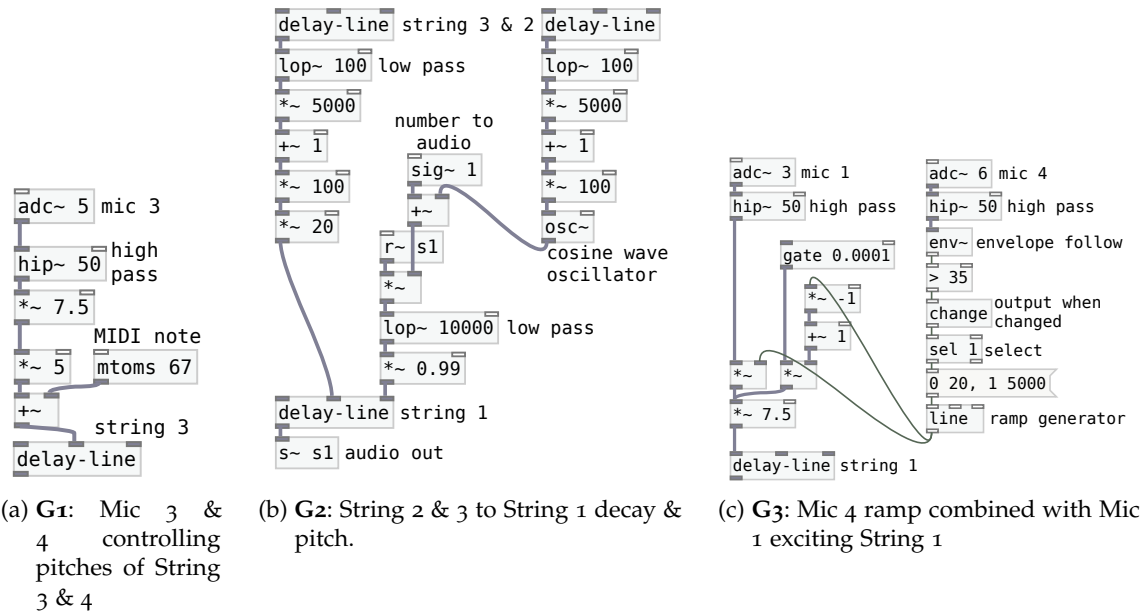 adc~ 5 mic 3
hip~ 50 high
pass
*~ 7.5
MIDI note
*~ 5 mtoms 67
+~
string 3
delay-line
(a) G1: Mic 3 &
4 controlling
pitches of String
3 & 4
delay-line string 3 & 2 delay-line
lop~ 100 low pass lop~ 100
*~ 5000 *~ 5000
number to
audio
+~ 1 +~ 1
sig~ 1
*~ 100 *~ 100
+~
*~ 20 osc~
r~ s1
cosine wave
oscillator
*~
lop~ 10000 low pass
*~ 0.99
delay-line string 1
s~ s1 audio out
(b) G2: String 2 & 3 to String 1 decay &
pitch.
adc~ 3 mic 1 adc~ 6 mic 4
hip~ 50 high pass hip~ 50 high pass
env~ envelope follow
gate 0.0001
> 35
*~ -1
change output when
changed
+~ 1
sel 1 select
*~ *~ 0 20, 1 5000
*~ 7.5 line ramp generator
delay-line string 1
(c) G3: Mic 4 ramp combined with Mic
1 exciting String 1